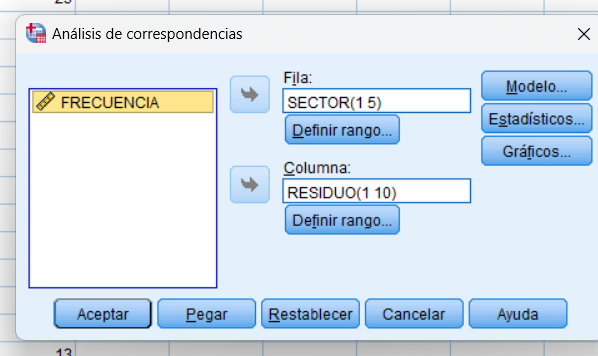 Análisis de correspondencias
FRECUENCIA
Fila:
SECTOR(1 5)
Definir rango...
Columna:
RESIDUO(1 10)
Definir rango...
Modelo...
Estadísticos...
Gráficos...
Aceptar
Pegar
Restablecer
Cancelar
Ayuda
13